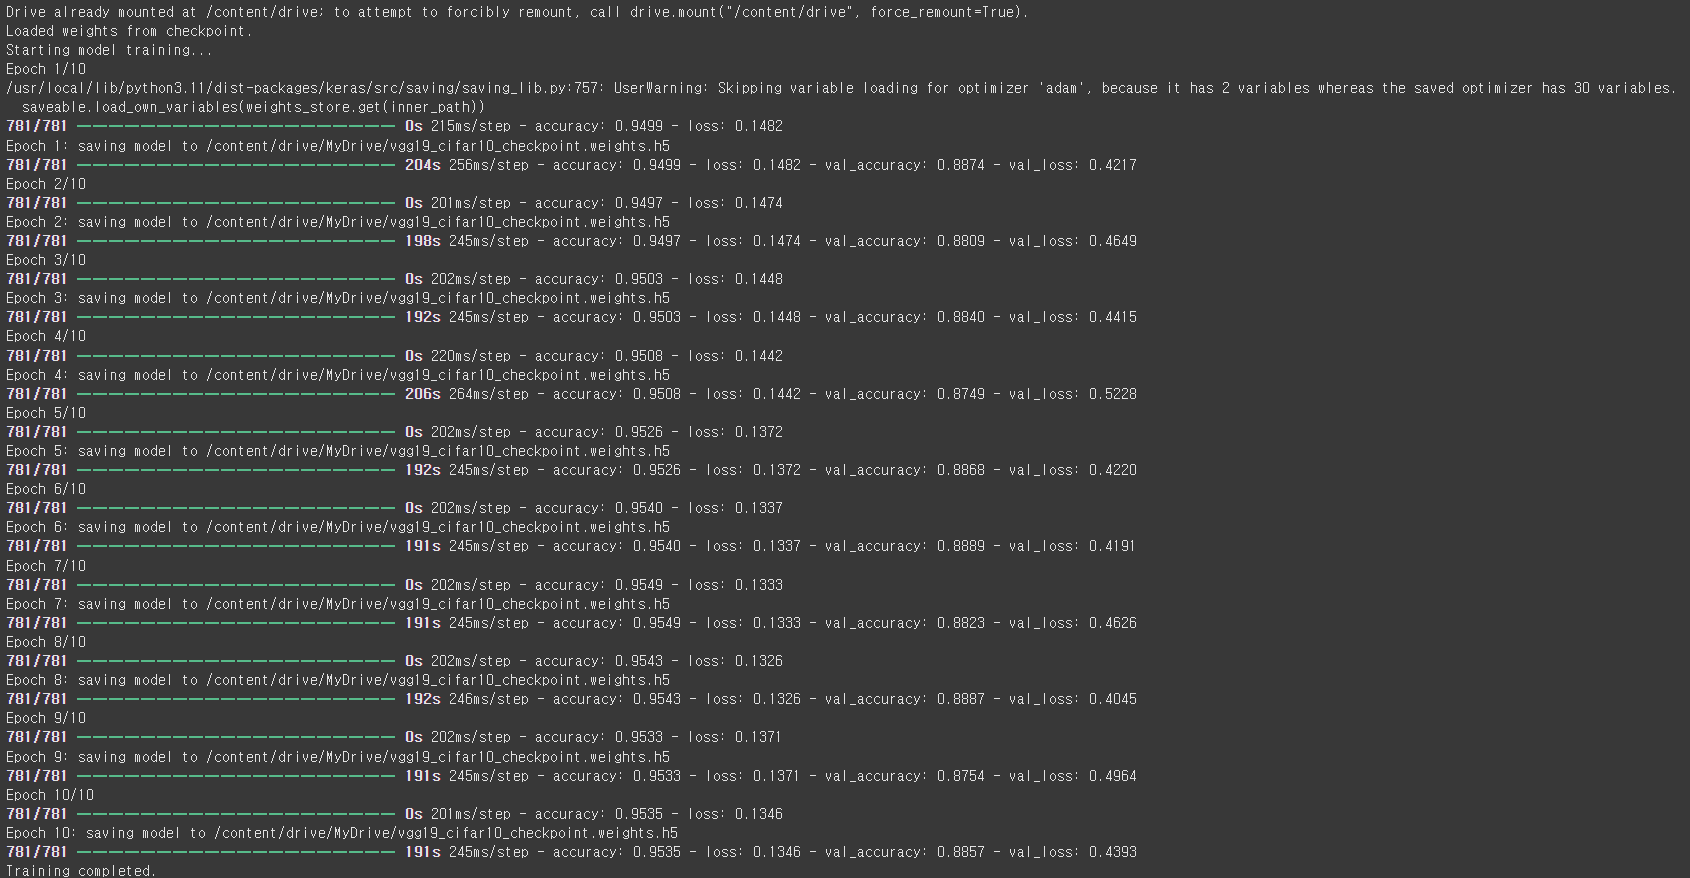 Drive already mounted at /content/drive; to attempt to forcibly remount, call drive.mount("/content/drive", force_remount=True).
Loaded weights from checkpoint.
Starting model training...
Epoch 1/10
/usr/local/lib/python3.11/dist-packages/keras/src/saving/saving_lib.py:757: UserWarning: Skipping variable loading for optimizer 'adam', because it has 2 variables whereas the saved optimizer has 30 variables.
  saveable.load_own_variables(weights_store.get(inner_path))
781/781 ━━━━━━━━━━━━━━━━━━━━ 0s 215ms/step - accuracy: 0.9499 - loss: 0.1482
Epoch 1: saving model to /content/drive/MyDrive/vgg19_cifar10_checkpoint.weights.h5
781/781 ━━━━━━━━━━━━━━━━━━━━ 204s 256ms/step - accuracy: 0.9499 - loss: 0.1482 - val_accuracy: 0.8874 - val_loss: 0.4217
Epoch 2/10
781/781 ━━━━━━━━━━━━━━━━━━━━ 0s 201ms/step - accuracy: 0.9497 - loss: 0.1474
Epoch 2: saving model to /content/drive/MyDrive/vgg19_cifar10_checkpoint.weights.h5
781/781 ━━━━━━━━━━━━━━━━━━━━ 198s 245ms/step - accuracy: 0.9497 - loss: 0.1474 - val_accuracy: 0.8809 - val_loss: 0.4649
Epoch 3/10
781/781 ━━━━━━━━━━━━━━━━━━━━ 0s 202ms/step - accuracy: 0.9503 - loss: 0.1448
Epoch 3: saving model to /content/drive/MyDrive/vgg19_cifar10_checkpoint.weights.h5
781/781 ━━━━━━━━━━━━━━━━━━━━ 192s 245ms/step - accuracy: 0.9503 - loss: 0.1448 - val_accuracy: 0.8840 - val_loss: 0.4415
Epoch 4/10
781/781 ━━━━━━━━━━━━━━━━━━━━ 0s 220ms/step - accuracy: 0.9508 - loss: 0.1442
Epoch 4: saving model to /content/drive/MyDrive/vgg19_cifar10_checkpoint.weights.h5
781/781 ━━━━━━━━━━━━━━━━━━━━ 206s 264ms/step - accuracy: 0.9508 - loss: 0.1442 - val_accuracy: 0.8749 - val_loss: 0.5228
Epoch 5/10
781/781 ━━━━━━━━━━━━━━━━━━━━ 0s 202ms/step - accuracy: 0.9526 - loss: 0.1372
Epoch 5: saving model to /content/drive/MyDrive/vgg19_cifar10_checkpoint.weights.h5
781/781 ━━━━━━━━━━━━━━━━━━━━ 192s 245ms/step - accuracy: 0.9526 - loss: 0.1372 - val_accuracy: 0.8868 - val_loss: 0.4220
Epoch 6/10
781/781 ━━━━━━━━━━━━━━━━━━━━ 0s 202ms/step - accuracy: 0.9540 - loss: 0.1337
Epoch 6: saving model to /content/drive/MyDrive/vgg19_cifar10_checkpoint.weights.h5
781/781 ━━━━━━━━━━━━━━━━━━━━ 191s 245ms/step - accuracy: 0.9540 - loss: 0.1337 - val_accuracy: 0.8889 - val_loss: 0.4191
Epoch 7/10
781/781 ━━━━━━━━━━━━━━━━━━━━ 0s 202ms/step - accuracy: 0.9549 - loss: 0.1333
Epoch 7: saving model to /content/drive/MyDrive/vgg19_cifar10_checkpoint.weights.h5
781/781 ━━━━━━━━━━━━━━━━━━━━ 191s 245ms/step - accuracy: 0.9549 - loss: 0.1333 - val_accuracy: 0.8823 - val_loss: 0.4626
Epoch 8/10
781/781 ━━━━━━━━━━━━━━━━━━━━ 0s 202ms/step - accuracy: 0.9543 - loss: 0.1326
Epoch 8: saving model to /content/drive/MyDrive/vgg19_cifar10_checkpoint.weights.h5
781/781 ━━━━━━━━━━━━━━━━━━━━ 192s 246ms/step - accuracy: 0.9543 - loss: 0.1326 - val_accuracy: 0.8887 - val_loss: 0.4045
Epoch 9/10
781/781 ━━━━━━━━━━━━━━━━━━━━ 0s 202ms/step - accuracy: 0.9533 - loss: 0.1371
Epoch 9: saving model to /content/drive/MyDrive/vgg19_cifar10_checkpoint.weights.h5
781/781 ━━━━━━━━━━━━━━━━━━━━ 191s 245ms/step - accuracy: 0.9533 - loss: 0.1371 - val_accuracy: 0.8754 - val_loss: 0.4964
Epoch 10/10
781/781 ━━━━━━━━━━━━━━━━━━━━ 0s 201ms/step - accuracy: 0.9535 - loss: 0.1346
Epoch 10: saving model to /content/drive/MyDrive/vgg19_cifar10_checkpoint.weights.h5
781/781 ━━━━━━━━━━━━━━━━━━━━ 191s 245ms/step - accuracy: 0.9535 - loss: 0.1346 - val_accuracy: 0.8857 - val_loss: 0.4393
Training completed.